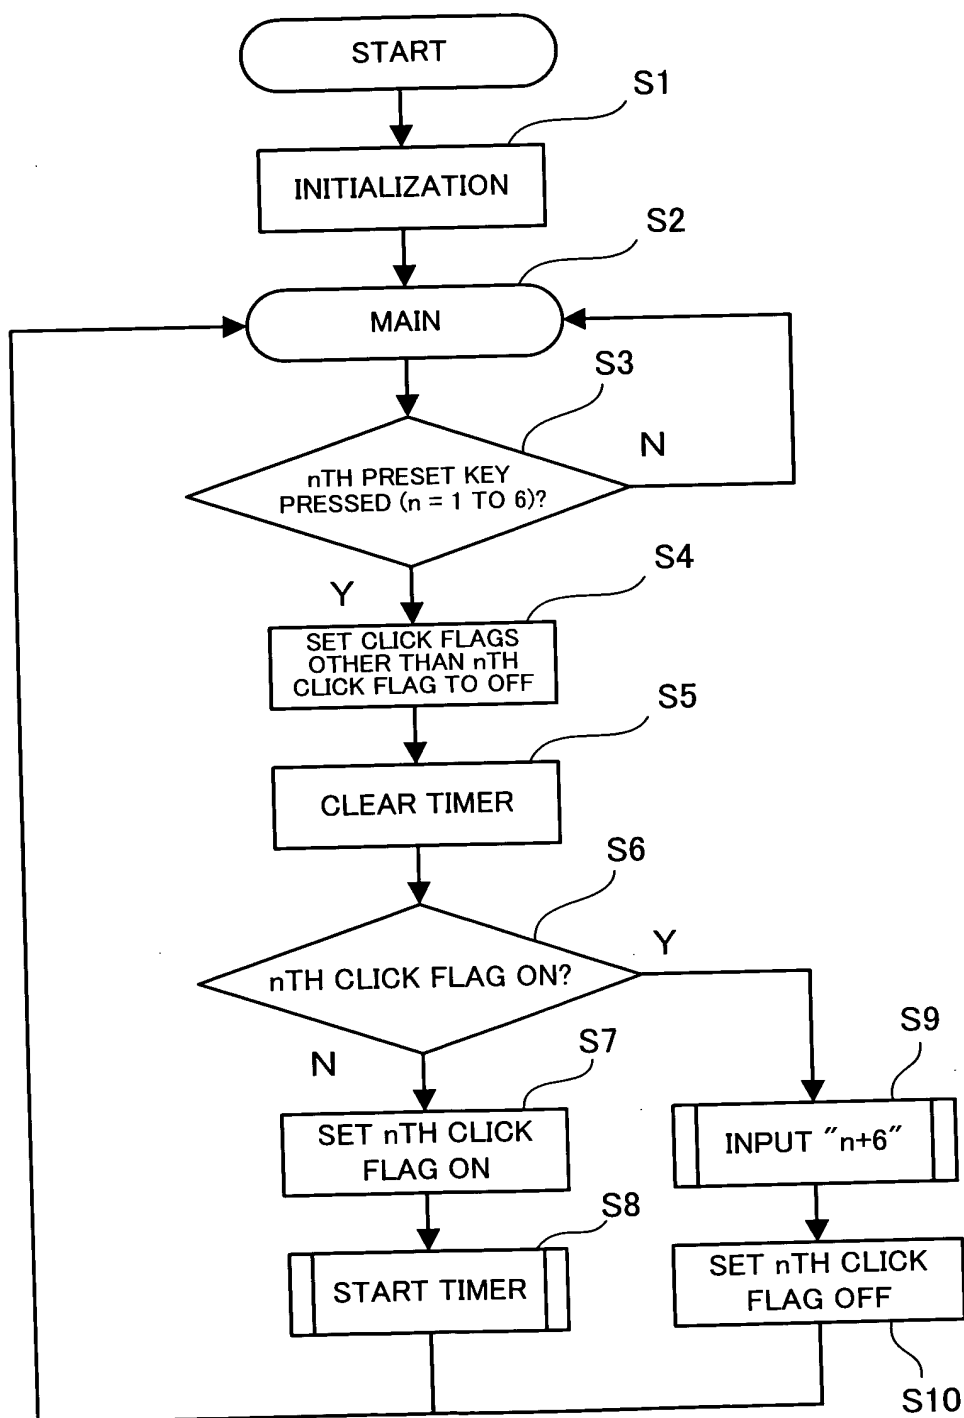 START
S1
INITIALIZATION
S2
MAIN
S3
N
nTH PRESET KEY
PRESSED (n = 1 TO 6)?
S4
Y
SET CLICK FLAGS
OTHER THAN nTH
CLICK FLAG TO OFF
S5
CLEAR TIMER
S6
Y
nTH CLICK FLAG ON?
S7
N
S9
SET nTH CLICK
FLAG ON
INPUT "n+6"
S8
START TIMER
SET nTH CLICK
FLAG OFF
S10